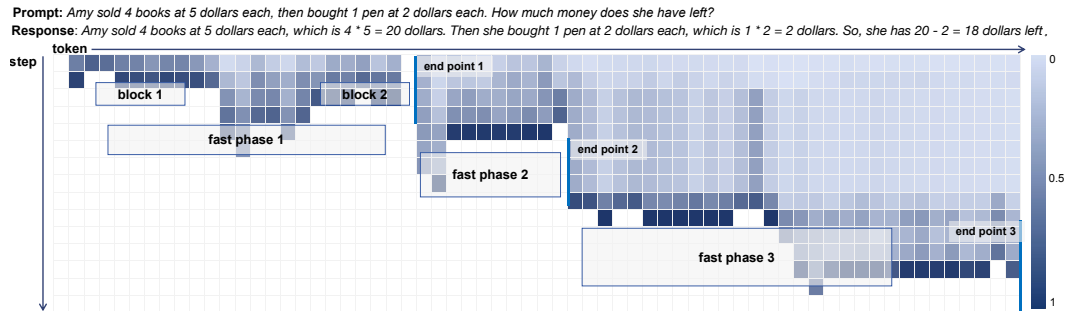 Prompt: Amy sold 4 books at 5 dollars each, then bought 1 pen at 2 dollars each. How much money does she have left?
Response: Amy sold 4 books at 5 dollars each, which is 4 * 5 = 20 dollars. Then she bought 1 pen at 2 dollars each, which is 1 * 2 = 2 dollars. So, she has 20 - 2 = 18 dollars left.
token
step
0
end point 1
block 1
block 2
fast phase 1
end point 2
fast phase 2
0.5
end point 3
fast phase 3
1